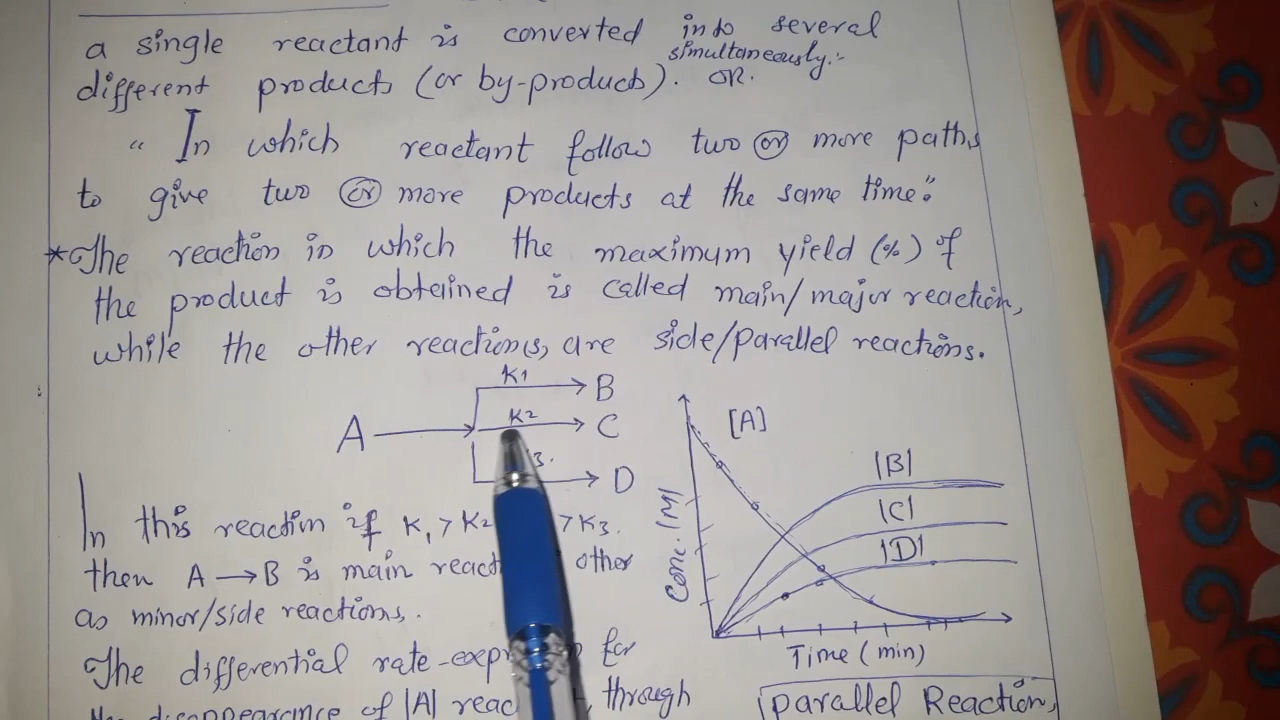 a single reactant is converted into several
simultaneously:-
different products (or by-products). OR.
" In which reactant follow two or more paths
to give two or more products at the same time."
*The reaction in which the maximum yield (%) of
the product is obtained is called main/major reaction,
while the other reactions, are side/parallel reactions.
K1
B
A
K2
C
3.
D
[A]
|B|
|C|
|D|
Conc. |M|
Time (min)
In this reaction if K1 > K2 > K3.
then A → B is main other
as minor/side reactions.
The differential rate- for
disappearance of |A| through
parallel Reaction,